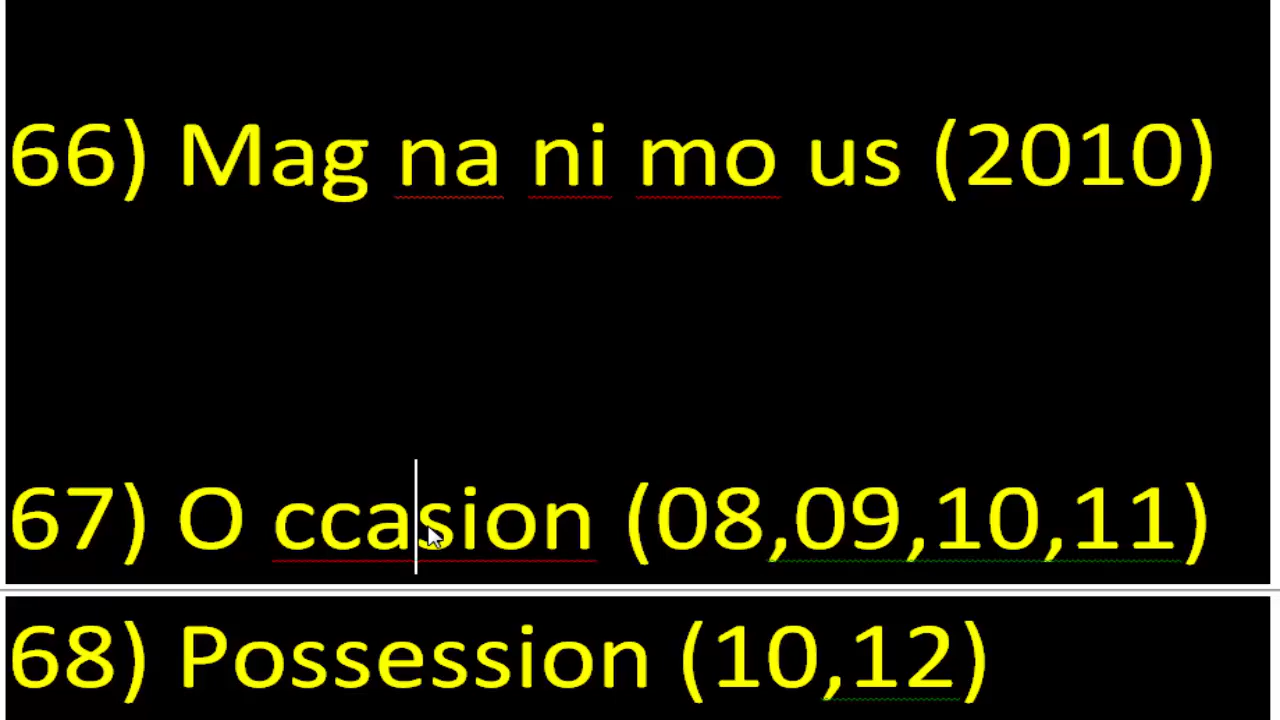 66) Mag na ni mo us (2010)
67) O ccasion (08,09,10,11)
68) Possession (10,12)